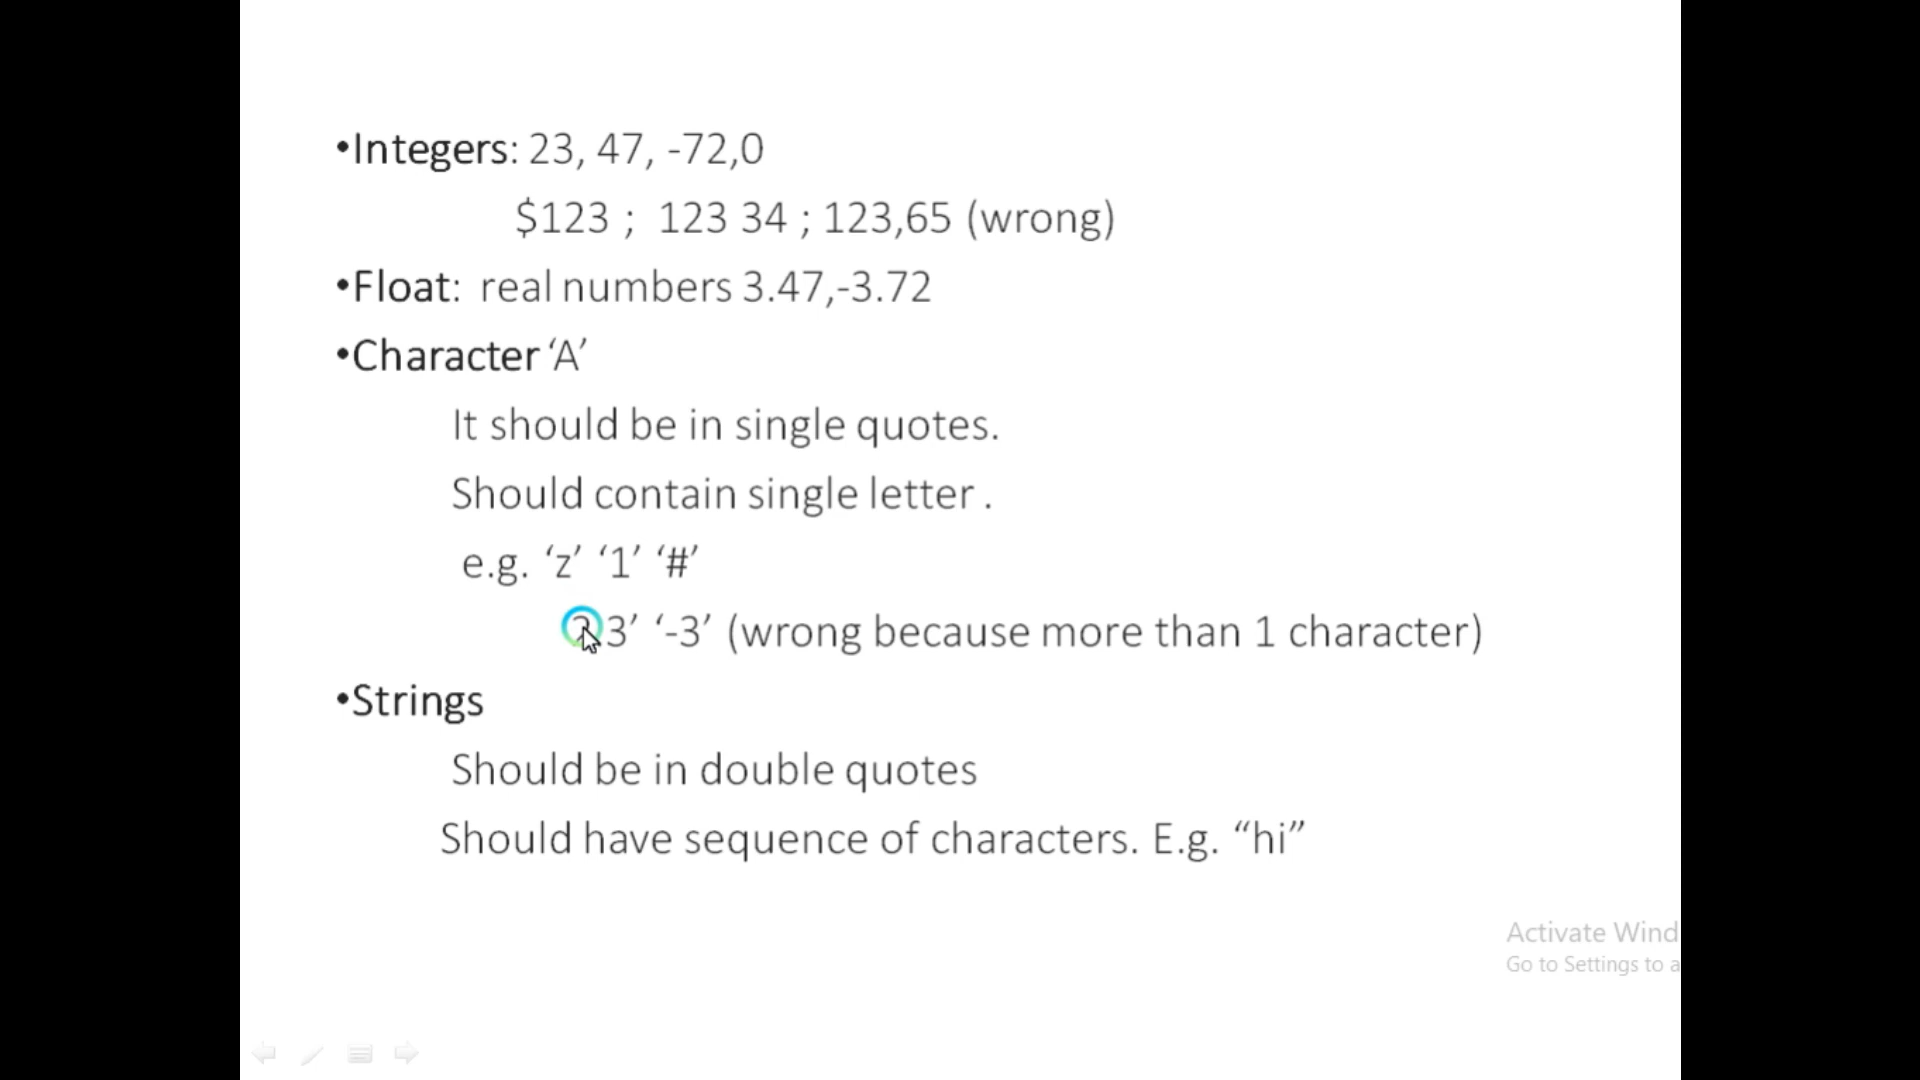 •Integers: 23, 47, -72,0
$123 ; 123 34 ; 123,65 (wrong)
•Float: real numbers 3.47,-3.72
•Character ‘A’
It should be in single quotes.
Should contain single letter .
e.g. ‘z’ ‘1’ ‘#’
‘-3’ (wrong because more than 1 character)
•Strings
Should be in double quotes
Should have sequence of characters. E.g. “hi”
Activate Wind
Go to Settings to a